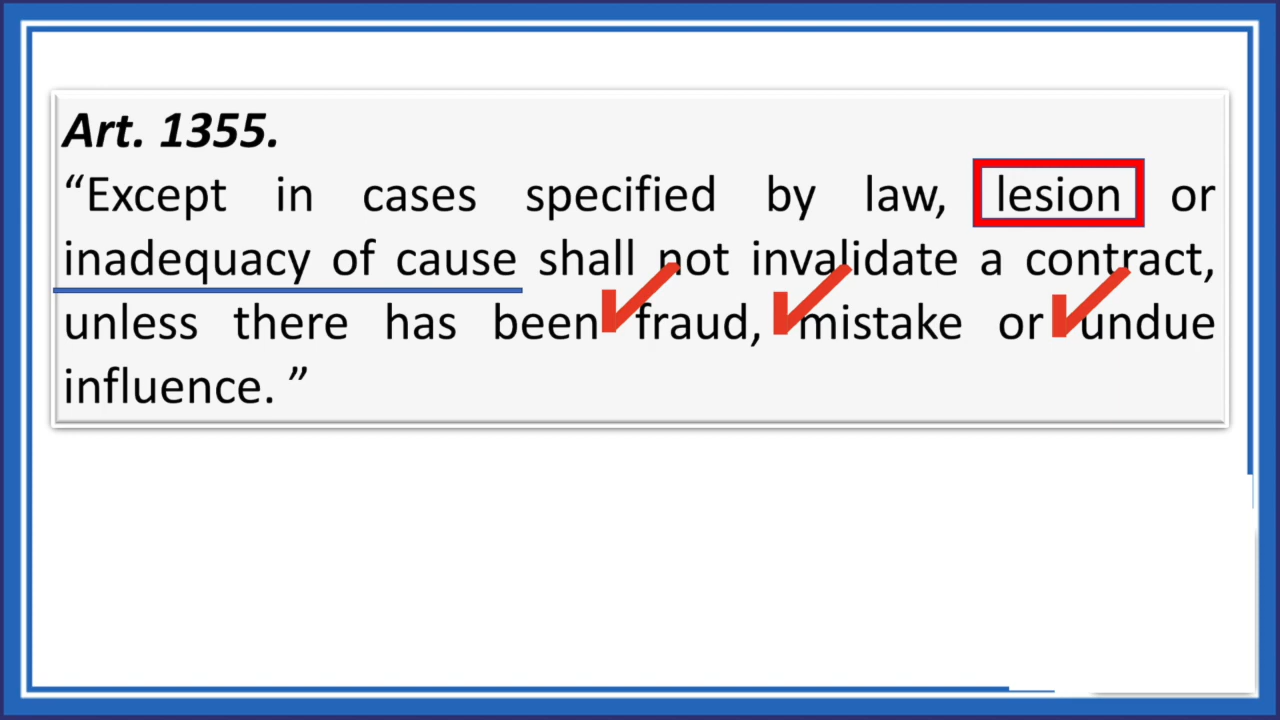 Art. 1355.
“Except in cases specified by law, lesion or
inadequacy of cause shall not invalidate a contract,
unless there has been fraud, mistake or undue
influence. ”